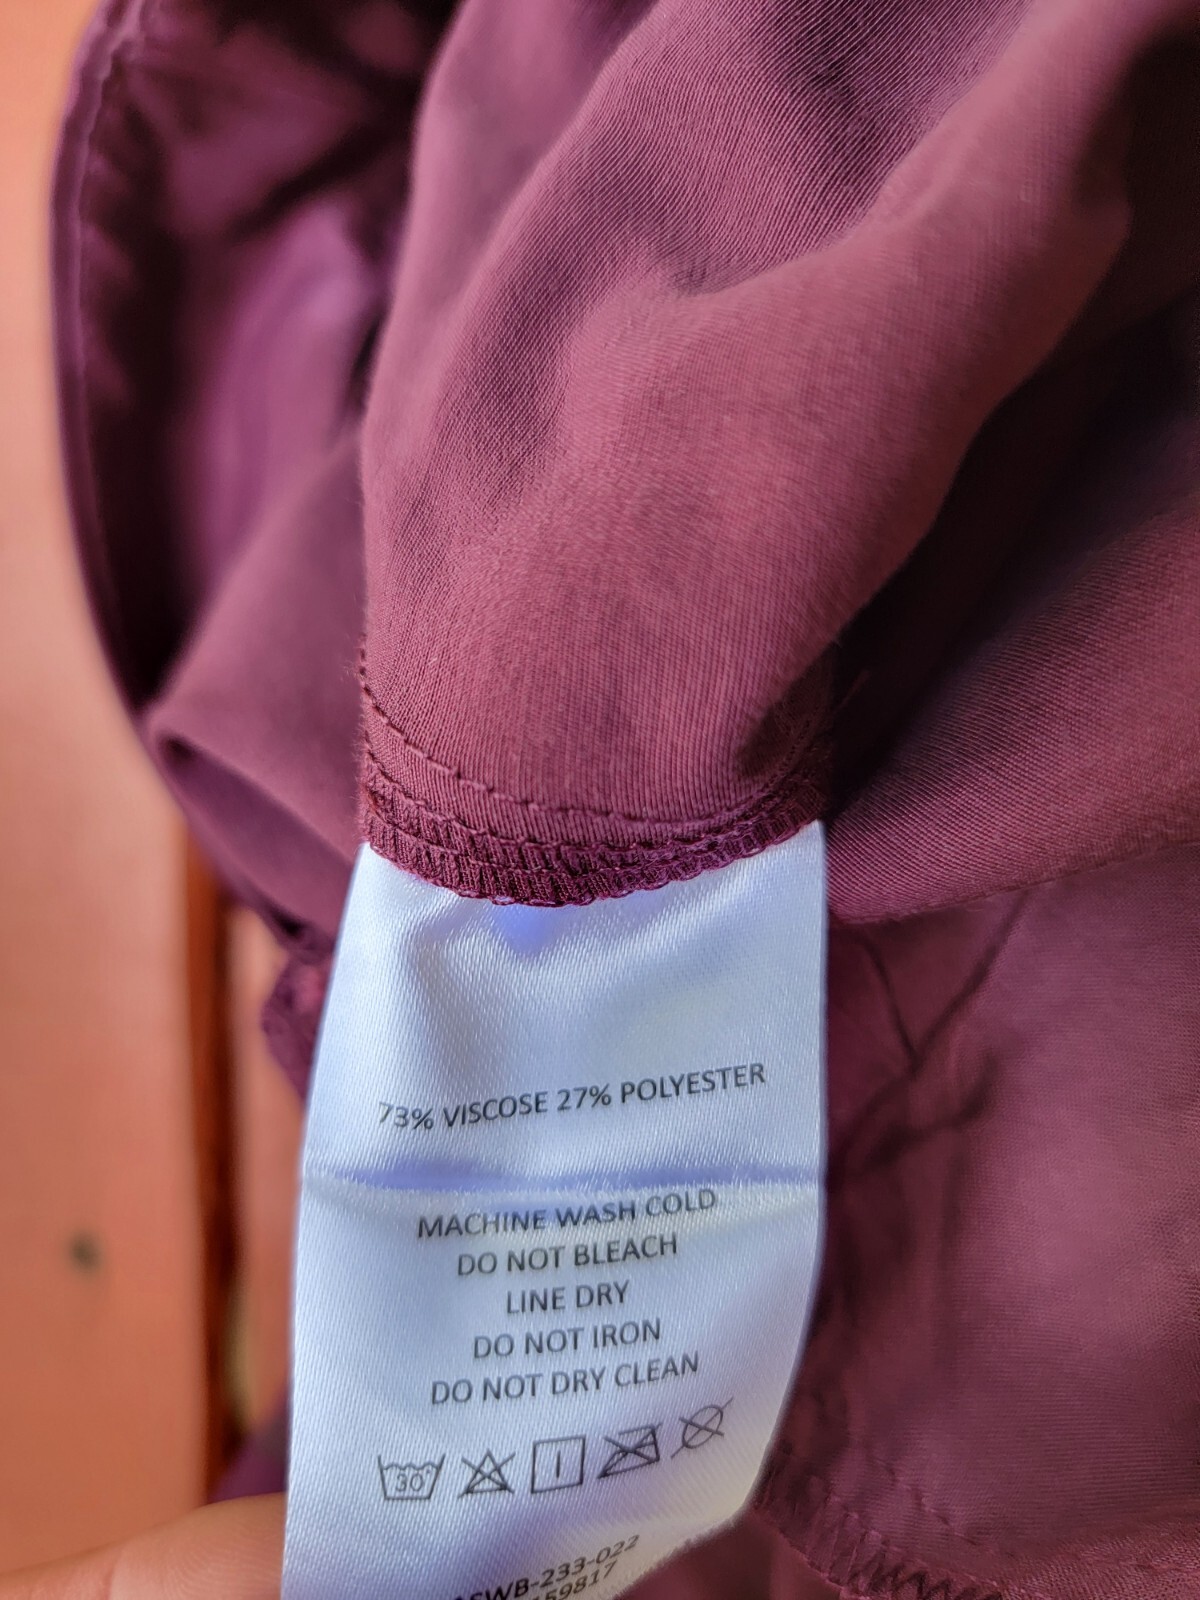 73% VISCOSE 27% POLYESTER
MACHINE WASH COLD
DO NOT BLEACH
LINE DRY
DO NOT IRON
DO NOT DRY CLEAN
30°